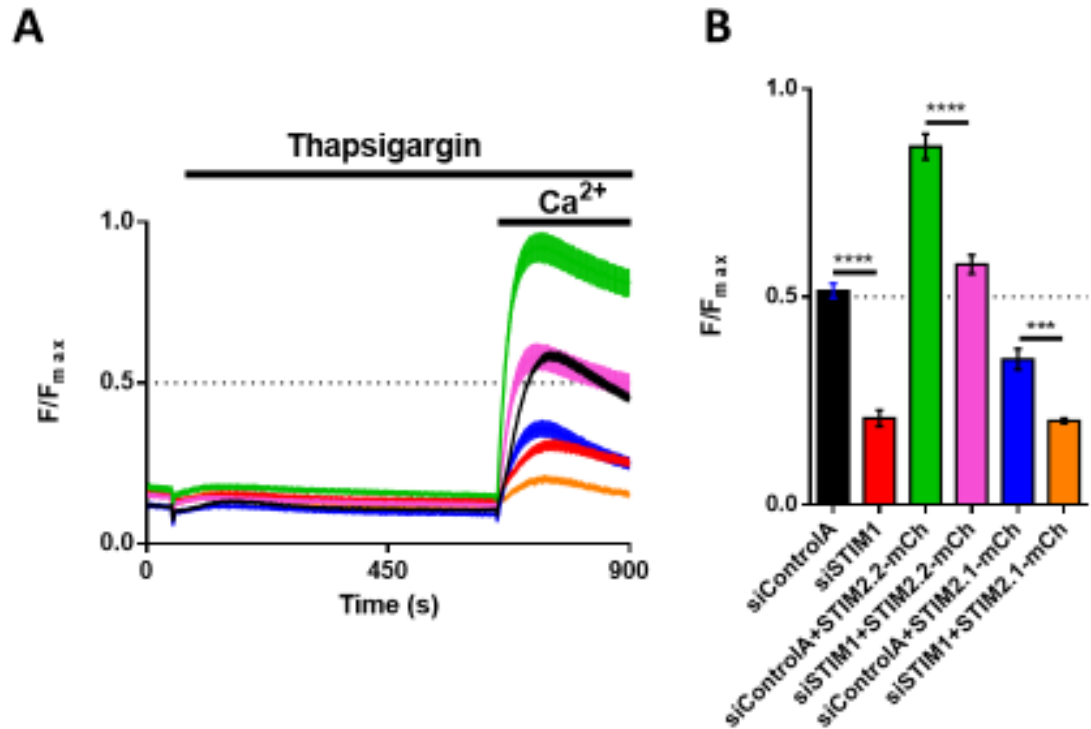 A
Thapsigargin
Ca2+
1.0
0.5
0.0
F/Fmax
0
450
900
Time (s)
B
1.0
0.5
0.0
F/Fmax
****
****
***
siControlA
siSTIM1
siControlA+STIM2.2-mCh
siSTIM1+STIM2.2-mCh
siControlA+STIM2.1-mCh
siSTIM1+STIM2.1-mCh